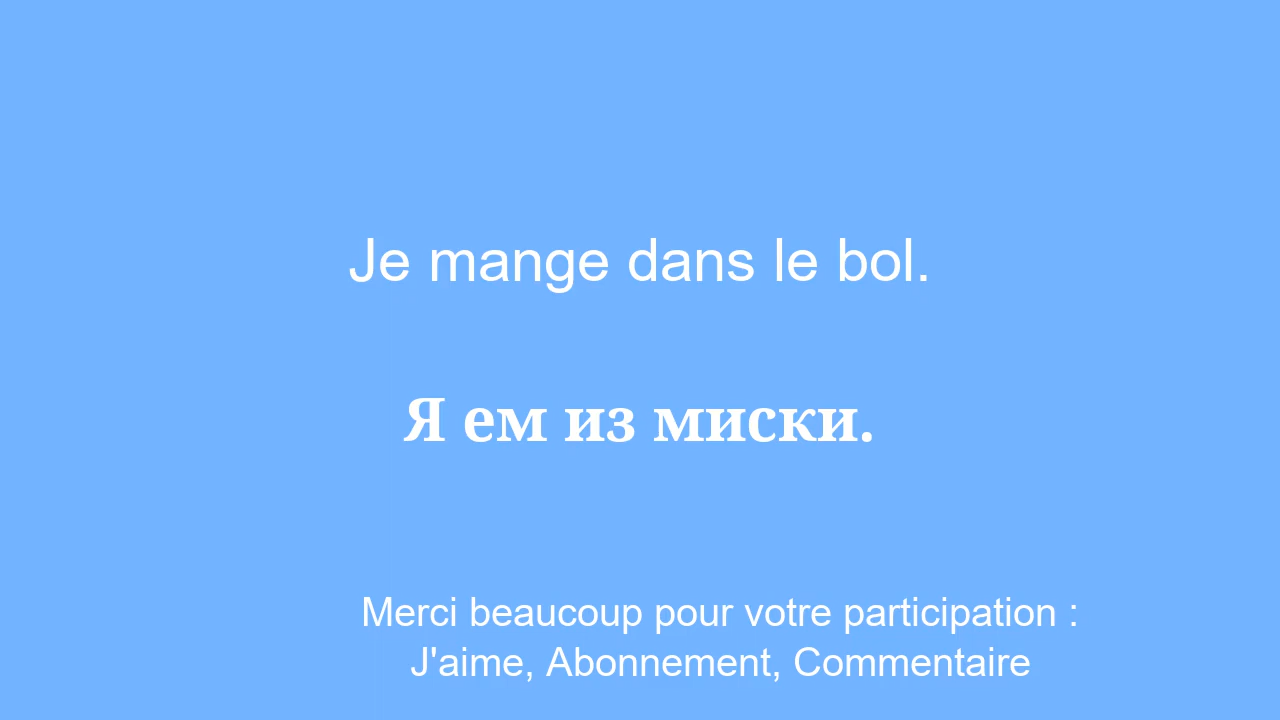 Je mange dans le bol.
Я ем из миски.
Merci beaucoup pour votre participation :
J'aime, Abonnement, Commentaire